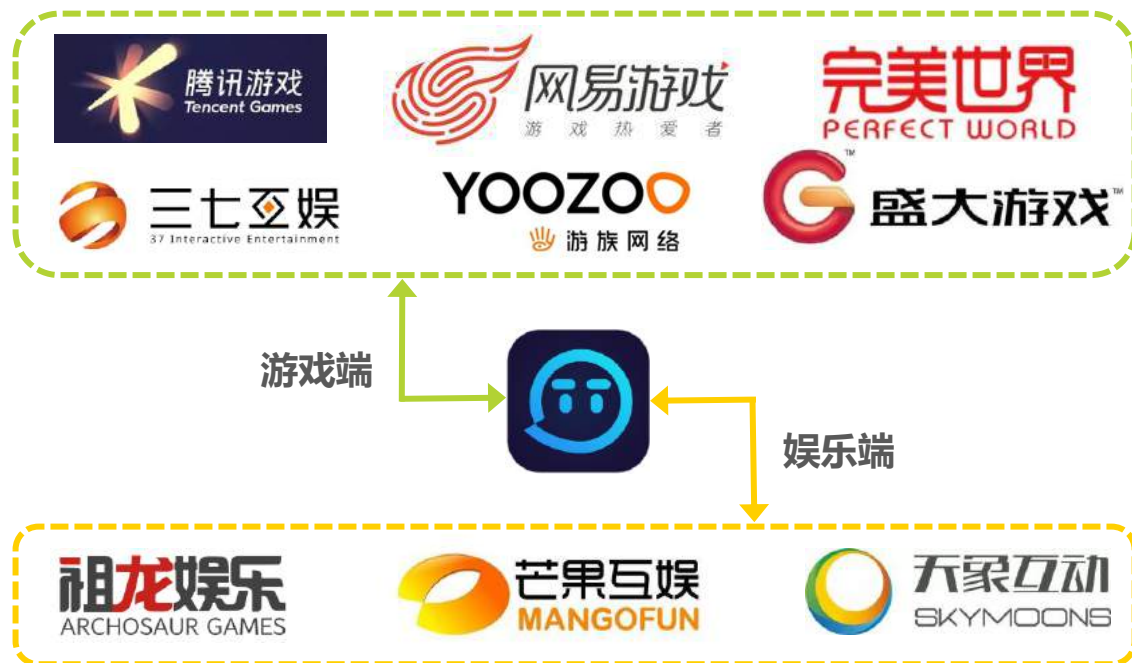 腾讯游戏
Tencent Games
网易游戏
游戏热爱者
完美世界
PERFECT WORLD
三七互娱
37 Interactive Entertainment
YOOZOO
游族网络
TM
盛大游戏™
游戏端
娱乐端
祖龙娱乐
ARCHOSAUR GAMES
芒果互娱
MANGOFUN
天象互动
SKYMOONS